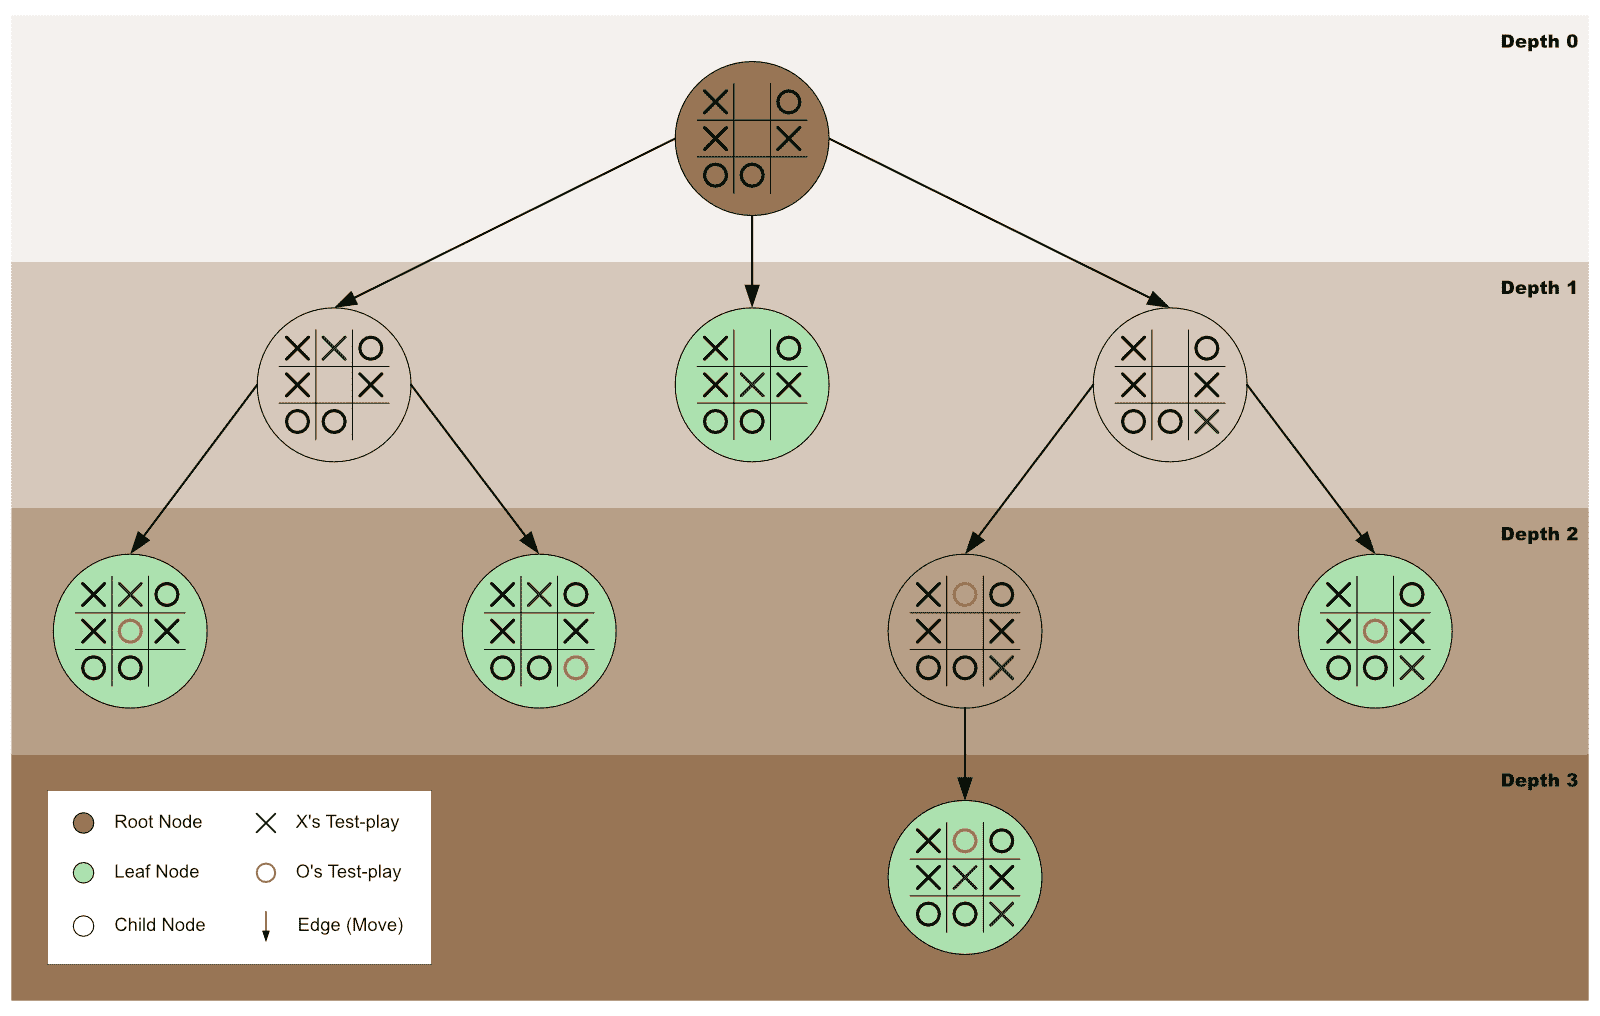 Depth 0
Depth 1
Depth 2
Depth 3
Root Node
X's Test-play
Leaf Node
O's Test-play
Child Node
Edge (Move)